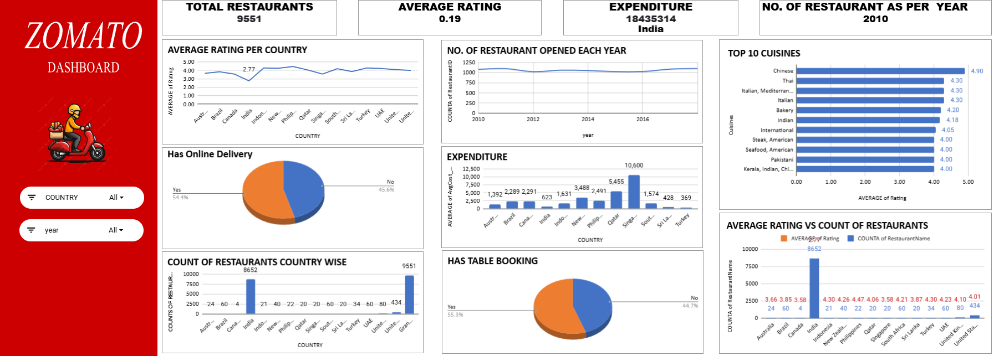 ZOMATO
DASHBOARD
COUNTRY All
year All
TOTAL RESTAURANTS
9551
AVERAGE RATING
0.19
EXPENDITURE
18435314
India
NO. OF RESTAURANT AS PER YEAR
2010
AVERAGE RATING PER COUNTRY
AVERAGE of Rating
5.00
4.00
3.00
2.00
1.00
0.00
2.77
Austr... Brazil Canada India Indon... New... Philip... Qatar Singa... South... Sri La... Turkey UAE Unite... Unite...
COUNTRY
Has Online Delivery
Yes
54.4%
No
45.6%
COUNT OF RESTAURANTS COUNTRY WISE
COUNTS OF RESTAUR...
10000
7500
5000
2500
0
24 60 4 8652 21 40 22 20 20 60 20 34 60 80 434 9551
Austr... Brazil Cana... India Indo... New... Philip... Qatar Singa... Sout... Sri La... Turkey UAE Unite... Unite... Gran...
COUNTRY
NO. OF RESTAURANT OPENED EACH YEAR
COUNTA of RestaurantID
1250
1000
750
500
250
0
2010 2012 2014 2016
year
EXPENDITURE
AVERAGE of AvgCost_...
12,500
10,000
7,500
5,000
2,500
0
1,392 2,289 2,291 623 1,631 3,488 2,491 5,455 10,600 1,574 428 369
Austr... Brazil Cana... India Indo... New... Philip... Qatar Singa... Sout... Sri La... Turkey
COUNTRY
HAS TABLE BOOKING
Yes
55.3%
No
44.7%
TOP 10 CUISINES
Cuisines
Chinese 4.90
Thai 4.30
Italian, Mediterran... 4.30
Italian 4.30
Bakery 4.20
Indian 4.18
International 4.05
Steak, American 4.00
Seafood, American 4.00
Pakistani 4.00
Kerala, Indian, Chi... 4.00
0.00 1.00 2.00 3.00 4.00 5.00
AVERAGE of Rating
AVERAGE RATING VS COUNT OF RESTAURANTS
AVERAGE of Rating COUNTA of RestaurantName
COUNTA of RestaurantName
10000
7500
5000
2500
0
3.66 3.85 3.58 2.77 4.30 4.26 4.47 4.06 3.58 4.21 3.87 4.30 4.23 4.10 4.01
24 60 4 8652 21 40 22 20 20 60 20 34 60 80 434
Australia Brazil Canada India Indonesia New Zeala... Philippines Qatar Singapore South Africa Sri Lanka Turkey UAE United Kin... United Sta...